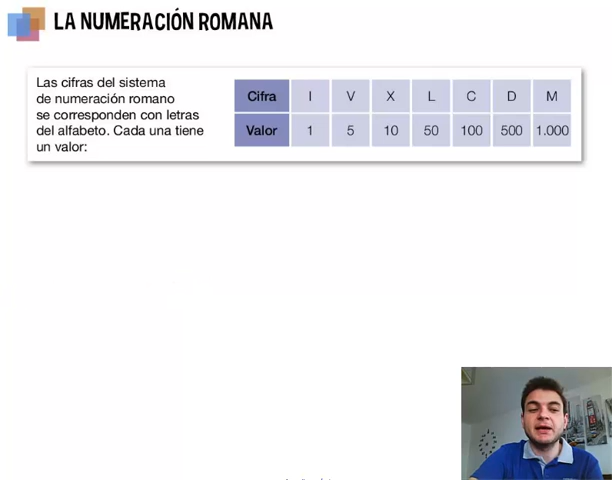 LA NUMERACIÓN ROMANA
Las cifras del sistema
de numeración romano
se corresponden con letras
del alfabeto. Cada una tiene
un valor:
Cifra I V X L C D M
Valor 1 5 10 50 100 500 1.000